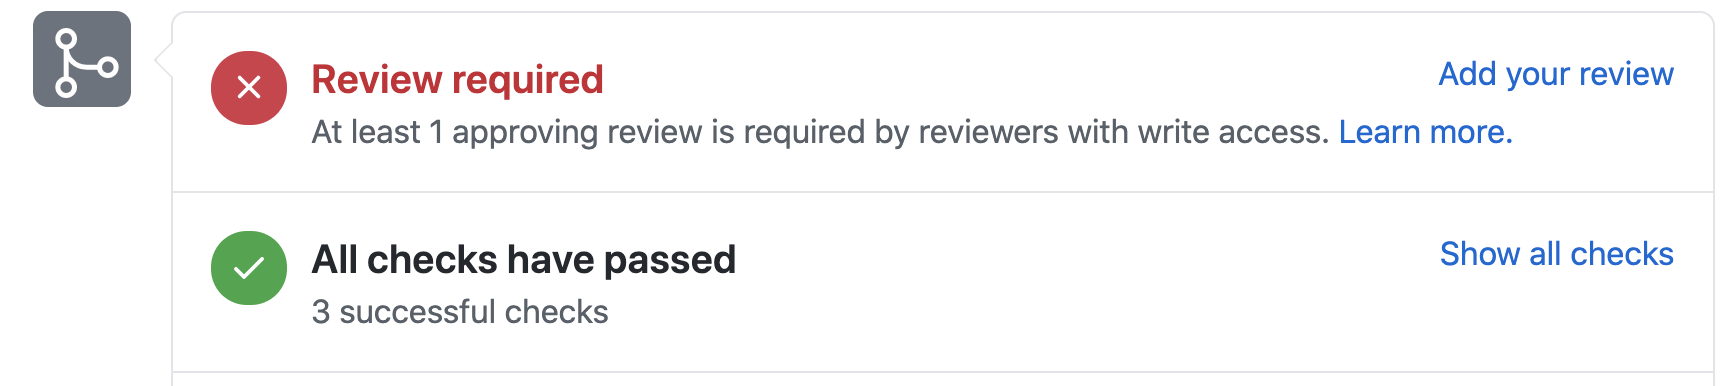 Review required
Add your review
At least 1 approving review is required by reviewers with write access. Learn more.
All checks have passed
Show all checks
3 successful checks